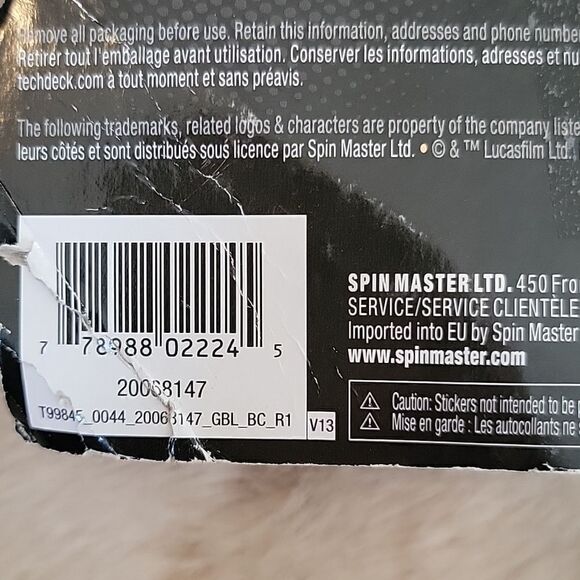 Remove all packaging before use. Retain this information, addresses and phone number
Retirer tout l'emballage avant utilisation. Conserver les informations, adresses et nu
techdeck.com à tout moment et sans préavis.
The following trademarks, related logos & characters are property of the company liste
leurs côtés et sont distribués sous licence par Spin Master Ltd. • © & ™ Lucasfilm Ltd.
7 78988 02224 5
20068147
T99845_0044_20068147_GBL_BC_R1
V13
SPIN MASTER LTD. 450 Fro
SERVICE/SERVICE CLIENTÈLE
Imported into EU by Spin Master
www.spinmaster.com
Caution: Stickers not intended to be p
Mise en garde : Les autocollants ne s